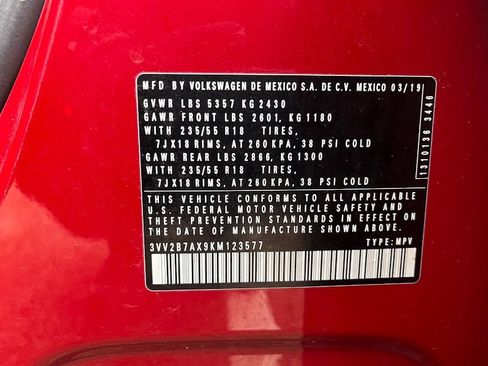 MFD. BY VOLKSWAGEN DE MEXICO S.A. DE C.V. MEXICO 03/19
GVWR LBS 5357 KG 2430
GAWR FRONT LBS 2601, KG 1180
WITH 235/55 R18 TIRES,
7JX18 RIMS, AT 260 KPA, 38 PSI COLD
GAWR REAR LBS 2866, KG 1300
WITH 235/55 R18 TIRES,
7JX18 RIMS, AT 260 KPA, 38 PSI COLD
THIS VEHICLE CONFORMS TO ALL APPLICABLE
U.S. FEDERAL MOTOR VEHICLE SAFETY AND
THEFT PREVENTION STANDARDS IN EFFECT ON
DATE OF MANUFACTURE SHOWN ABOVE.
3VV2B7AX9KM123577 TYPE: MPV
1310136 3446